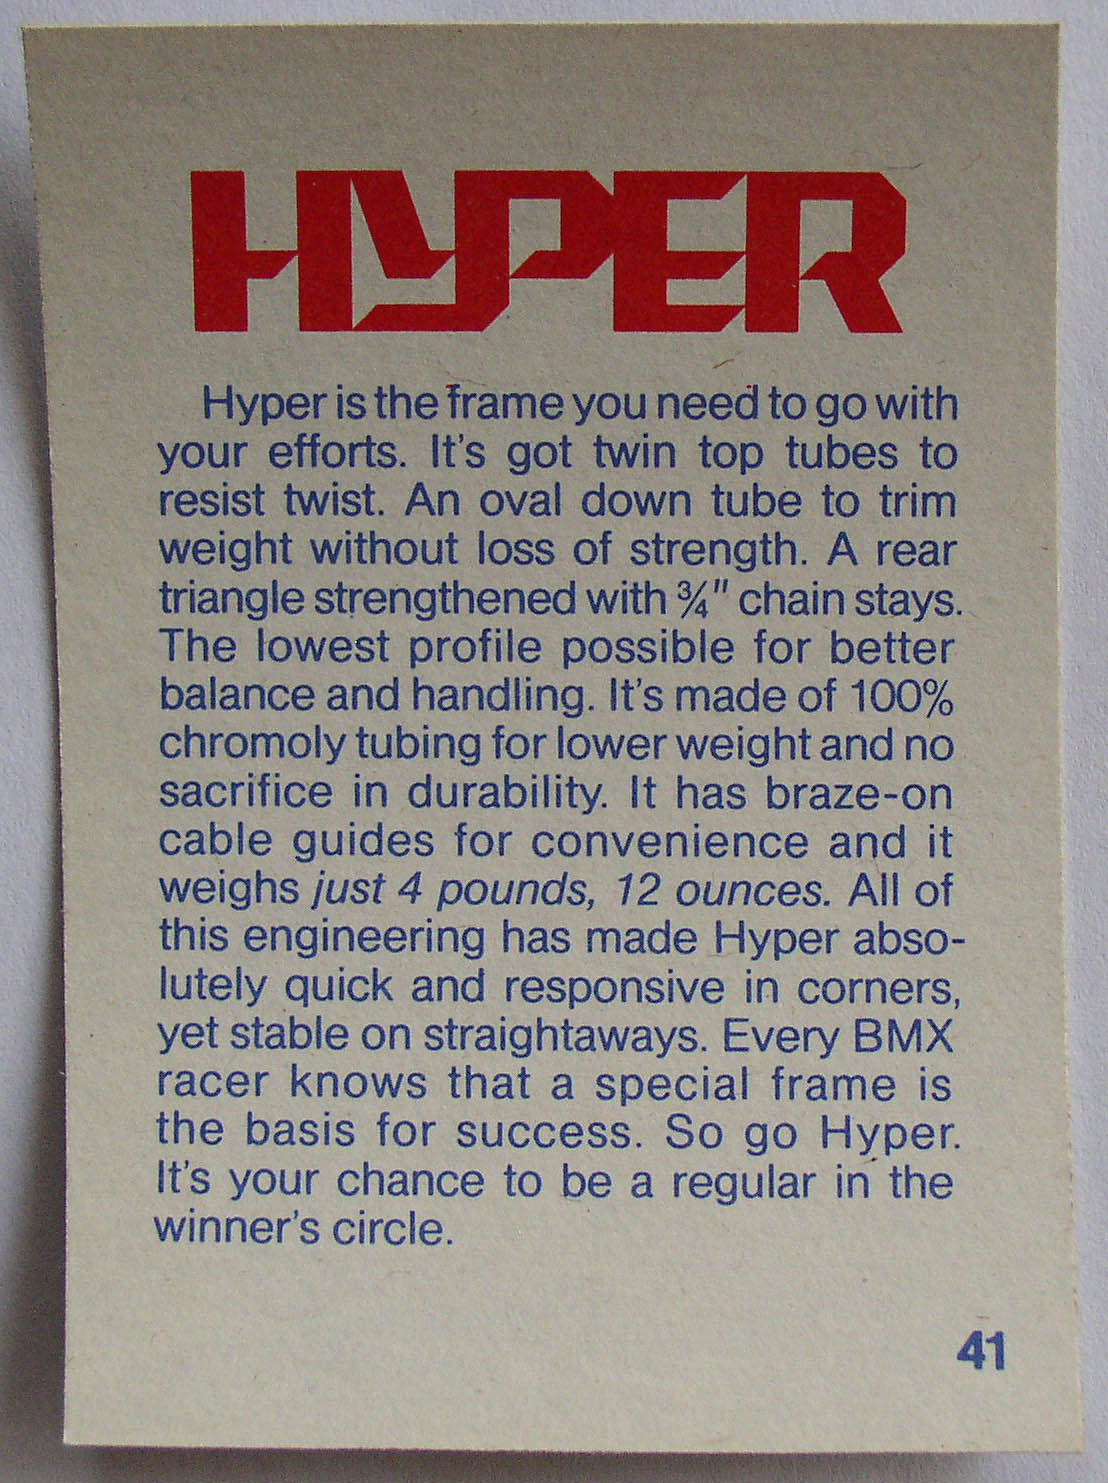 HYPER
Hyper is the frame you need to go with
your efforts. It's got twin top tubes to
resist twist. An oval down tube to trim
weight without loss of strength. A rear
triangle strengthened with ¾" chain stays.
The lowest profile possible for better
balance and handling. It's made of 100%
chromoly tubing for lower weight and no
sacrifice in durability. It has braze-on
cable guides for convenience and it
weighs just 4 pounds, 12 ounces. All of
this engineering has made Hyper abso-
lutely quick and responsive in corners,
yet stable on straightaways. Every BMX
racer knows that a special frame is
the basis for success. So go Hyper.
It's your chance to be a regular in the
winner's circle.
41